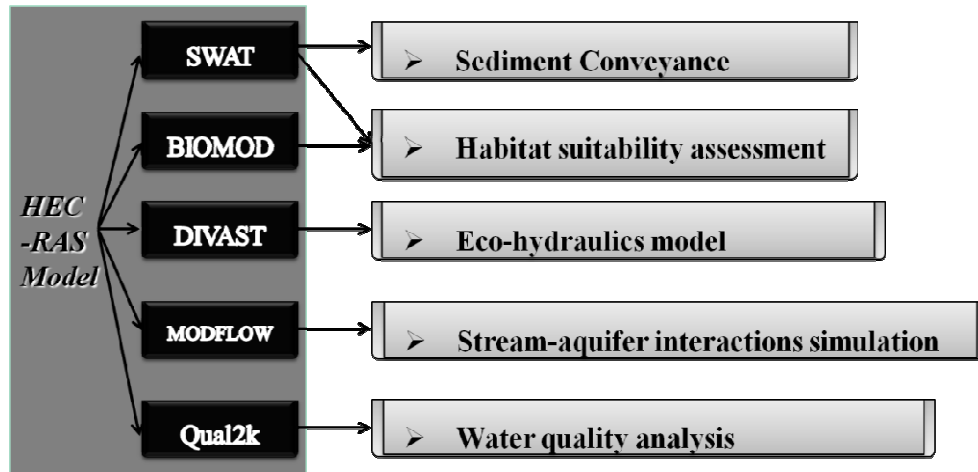 HEC
-RAS
Model
SWAT
➢ Sediment Conveyance
BIOMOD
➢ Habitat suitability assessment
DIVAST
➢ Eco-hydraulics model
MODFLOW
➢ Stream-aquifer interactions simulation
Qual2k
➢ Water quality analysis